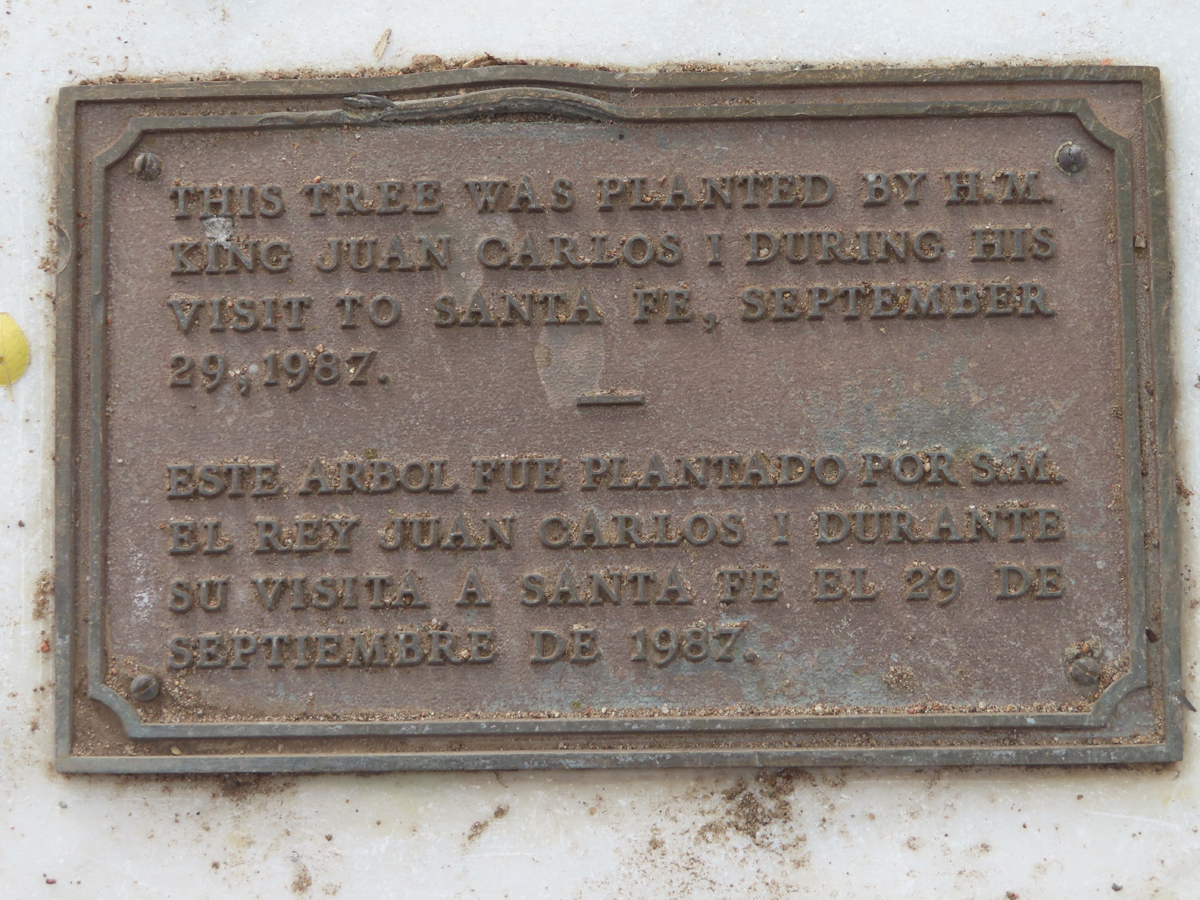 THIS TREE WAS PLANTED BY H.M.
KING JUAN CARLOS I DURING HIS
VISIT TO SANTA FE, SEPTEMBER
29, 1987.
ESTE ARBOL FUE PLANTADO POR S.M.
EL REY JUAN CARLOS I DURANTE
SU VISITA A SANTA FE EL 29 DE
SEPTIEMBRE DE 1987.